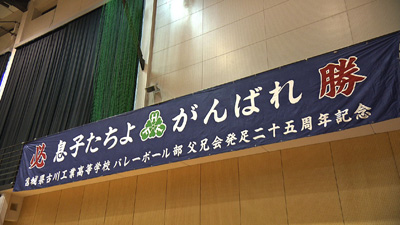 必 息子たちよ がんばれ 勝
宮城県古川工業高等学校 バレーボール部 父兄会発足二十五周年記念